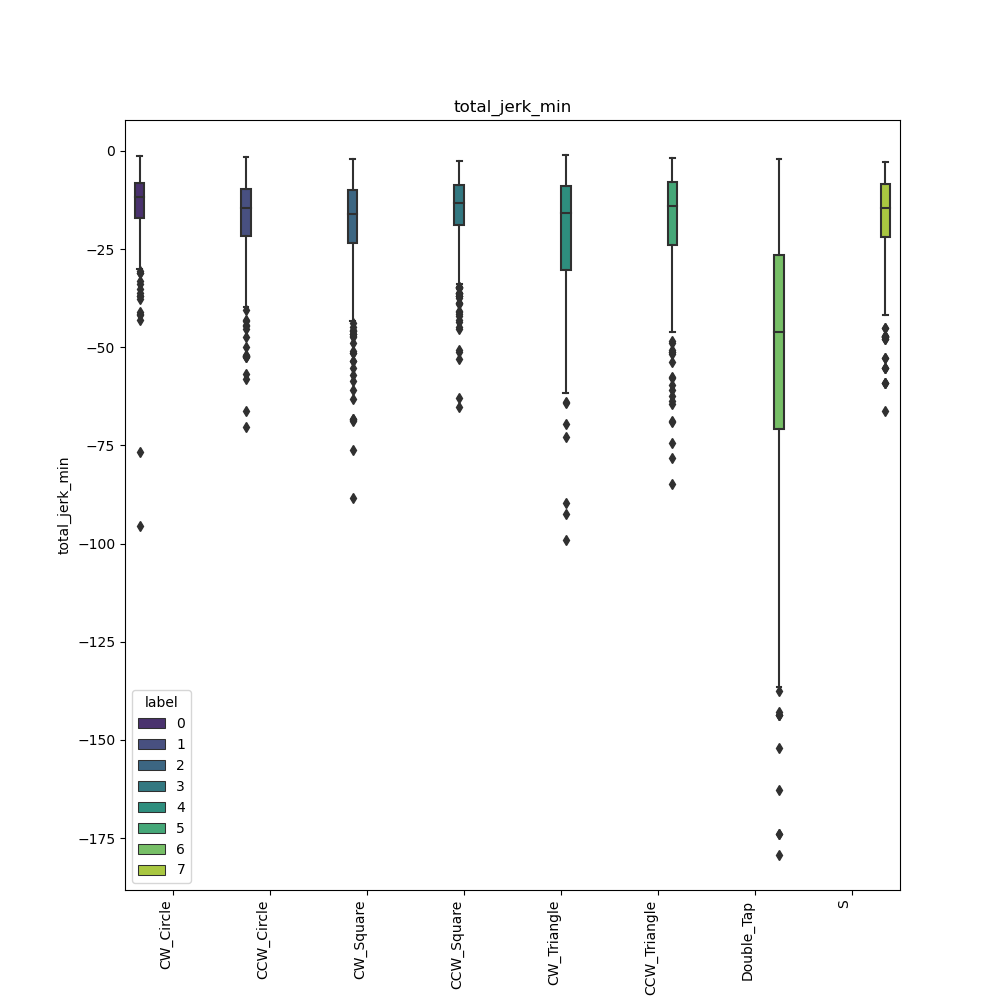 total_jerk_min
total_jerk_min
0
−25
−50
−75
−100
−125
−150
−175
label
0
1
2
3
4
5
6
7
CW_Circle
CCW_Circle
CW_Square
CCW_Square
CW_Triangle
CCW_Triangle
Double_Tap
S